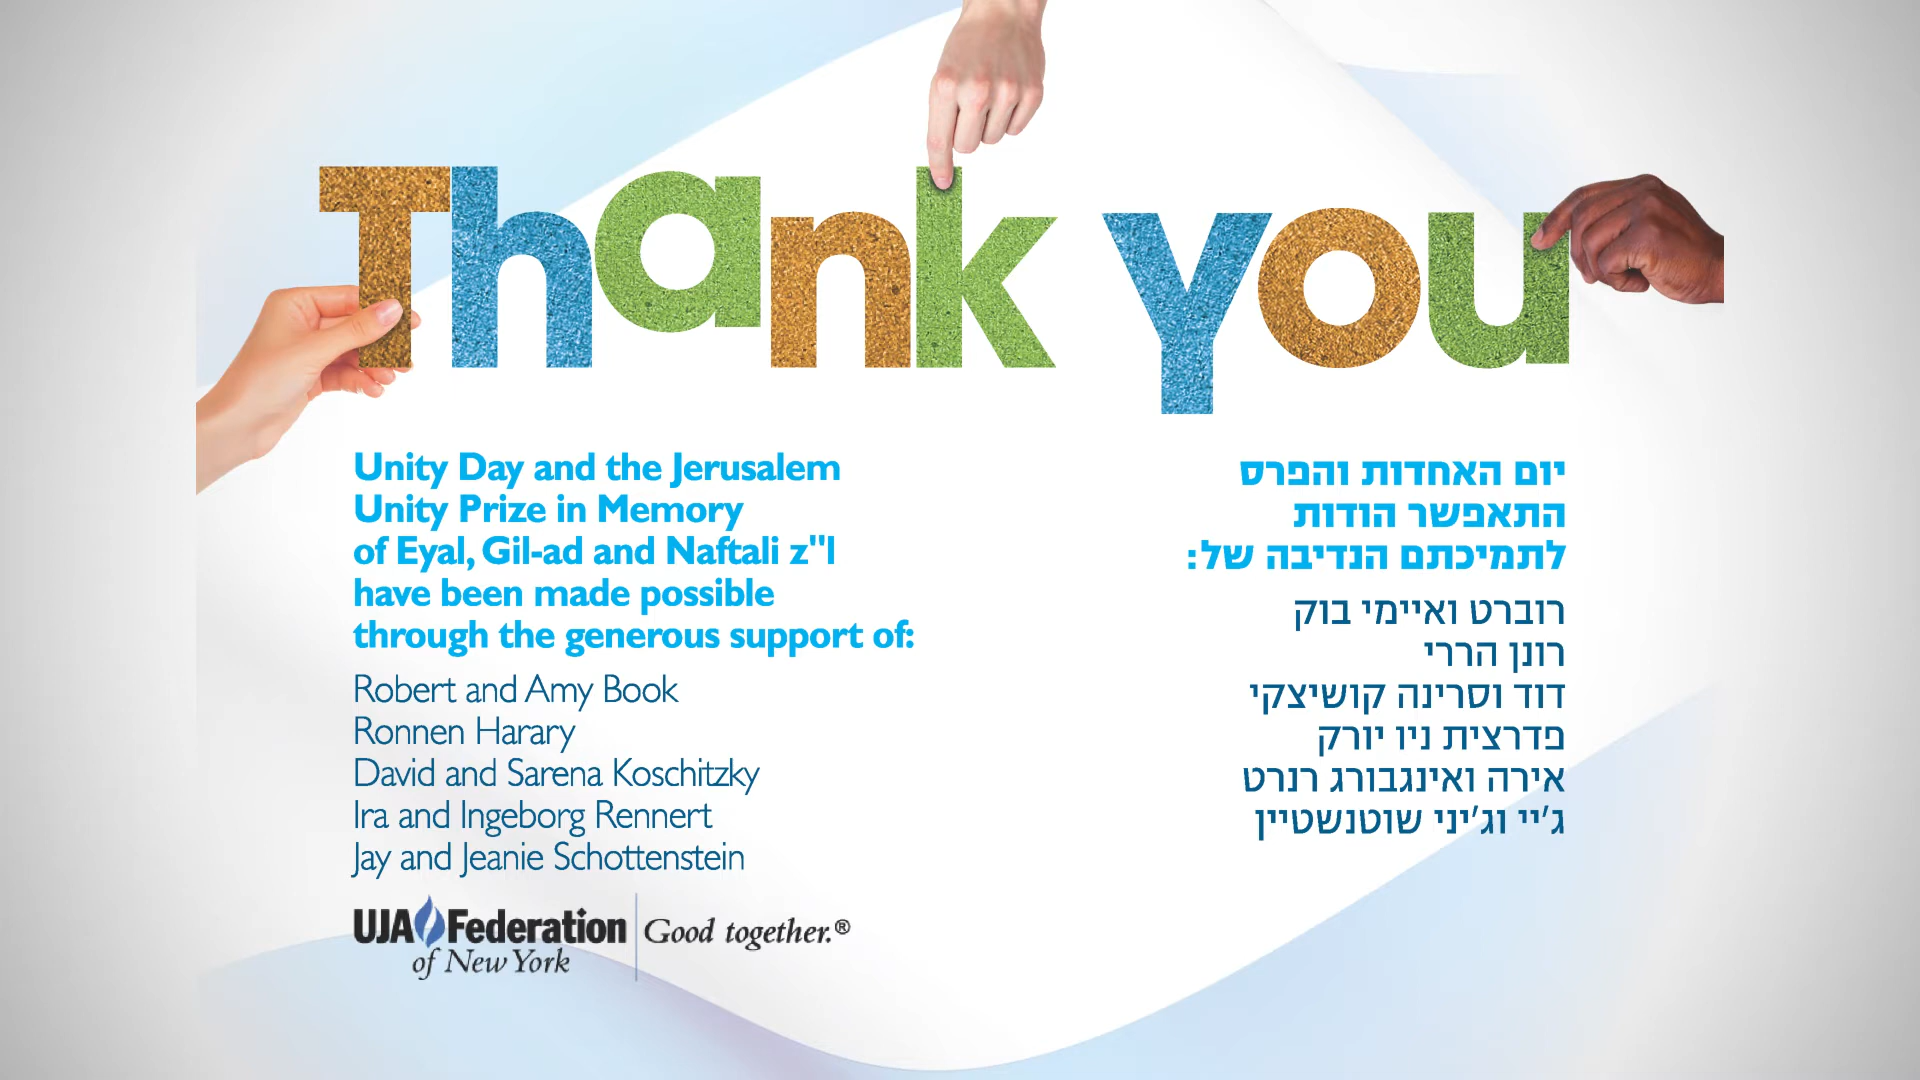 Thank you
Unity Day and the Jerusalem
Unity Prize in Memory
of Eyal, Gil-ad and Naftali z"l
have been made possible
through the generous support of:
Robert and Amy Book
Ronnen Harary
David and Sarena Koschitzky
Ira and Ingeborg Rennert
Jay and Jeanie Schottenstein
UJA Federation
of New York
Good together.®
יום האחדות והפרס
התאפשר הודות
לתמיכתם הנדיבה של:
רוברט ואיימי בוק
רונן הררי
דוד וסרינה קושיצקי
פדרצית ניו יורק
אירה ואינגבורג רנרט
ג'יי וג'יני שוטנשטיין